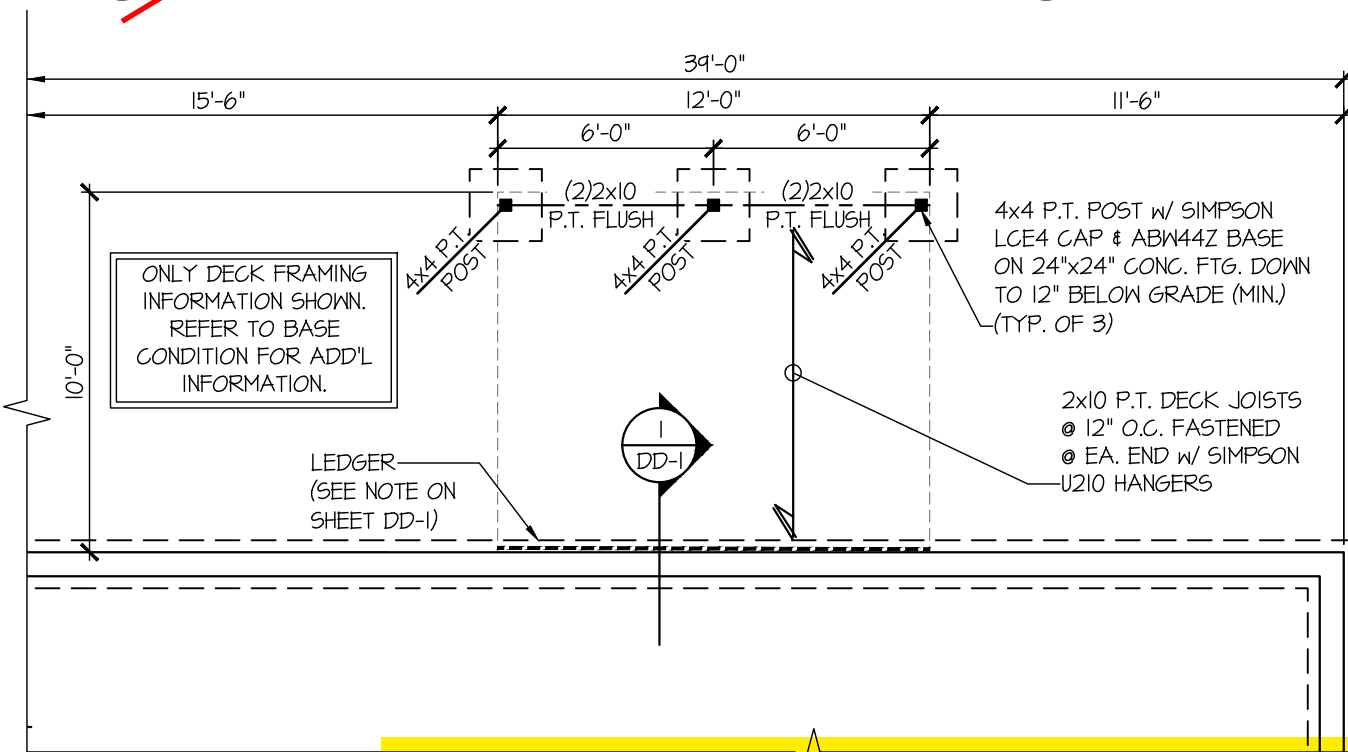 39'-0"
15'-6"
12'-0"
11'-6"
6'-0"
6'-0"
(2)2x10
P.T. FLUSH
(2)2x10
P.T. FLUSH
4x4 P.T.
POST
4x4 P.T.
POST
4x4 P.T.
POST
4x4 P.T. POST W/ SIMPSON
LCE4 CAP & ABW44Z BASE
ON 24"x24" CONC. FTG. DOWN
TO 12" BELOW GRADE (MIN.)
(TYP. OF 3)
10'-0"
ONLY DECK FRAMING
INFORMATION SHOWN.
REFER TO BASE
CONDITION FOR ADD'L
INFORMATION.
2x10 P.T. DECK JOISTS
@ 12" O.C. FASTENED
@ EA. END W/ SIMPSON
U210 HANGERS
1
DD-1
LEDGER
(SEE NOTE ON
SHEET DD-1)